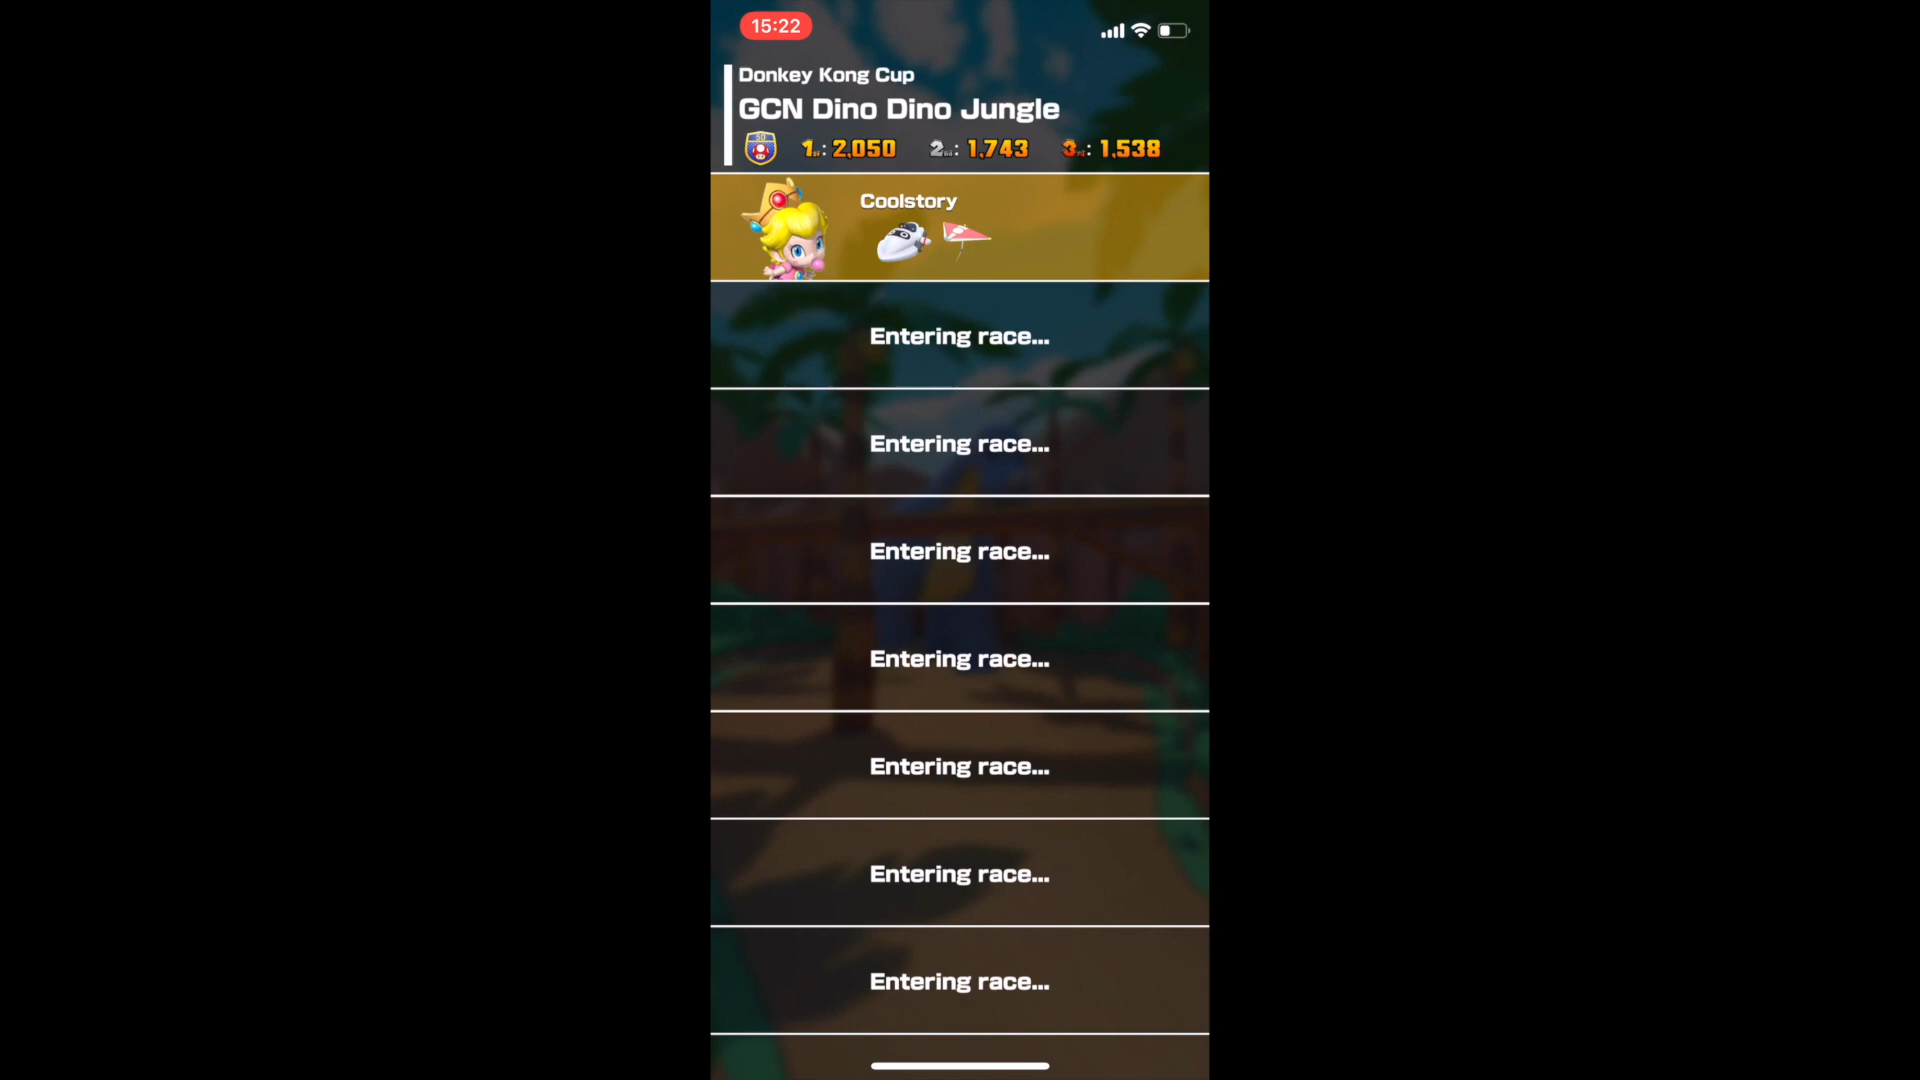 15:22
Donkey Kong Cup
GCN Dino Dino Jungle
50 1st: 2,050 2nd: 1,743 3rd: 1,538
Coolstory
Entering race...
Entering race...
Entering race...
Entering race...
Entering race...
Entering race...
Entering race...